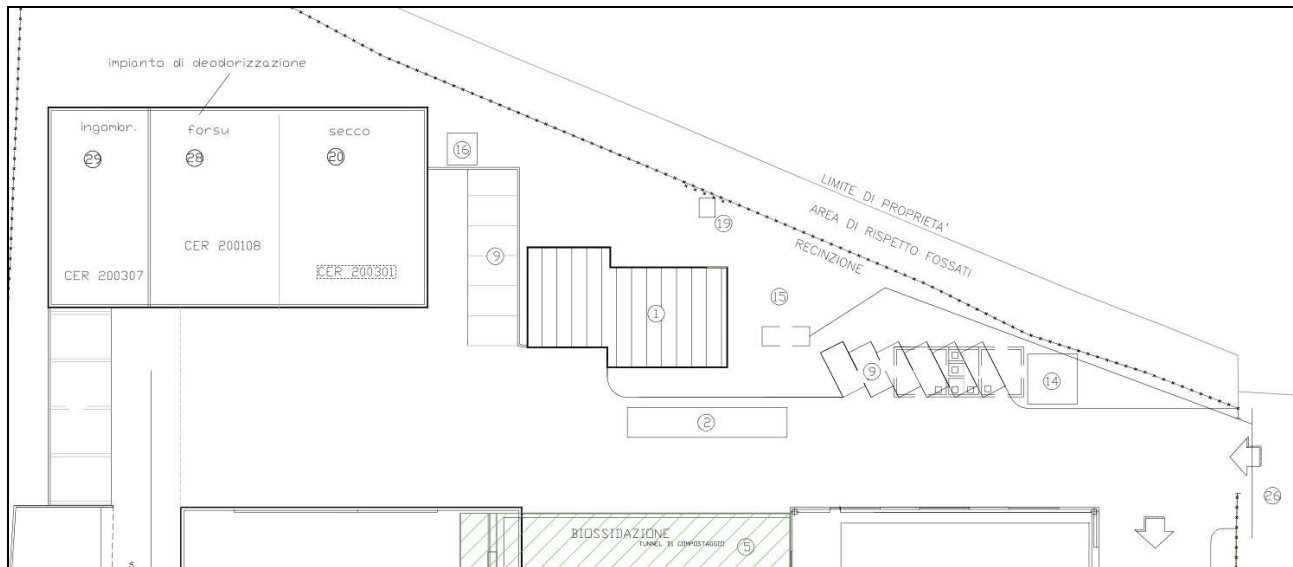 impianto di deodorizzazione
ingombr.
forsu
secco
29
28
20
16
CER 200108
CER 200307
CER 200301
9
1
19
15
LIMITE DI PROPRIETA'
AREA DI RISPETTO FOSSATI
RECINZIONE
9
14
2
26
BIOSSIDAZIONE
TUNNEL DI COMPOSTAGGIO
5